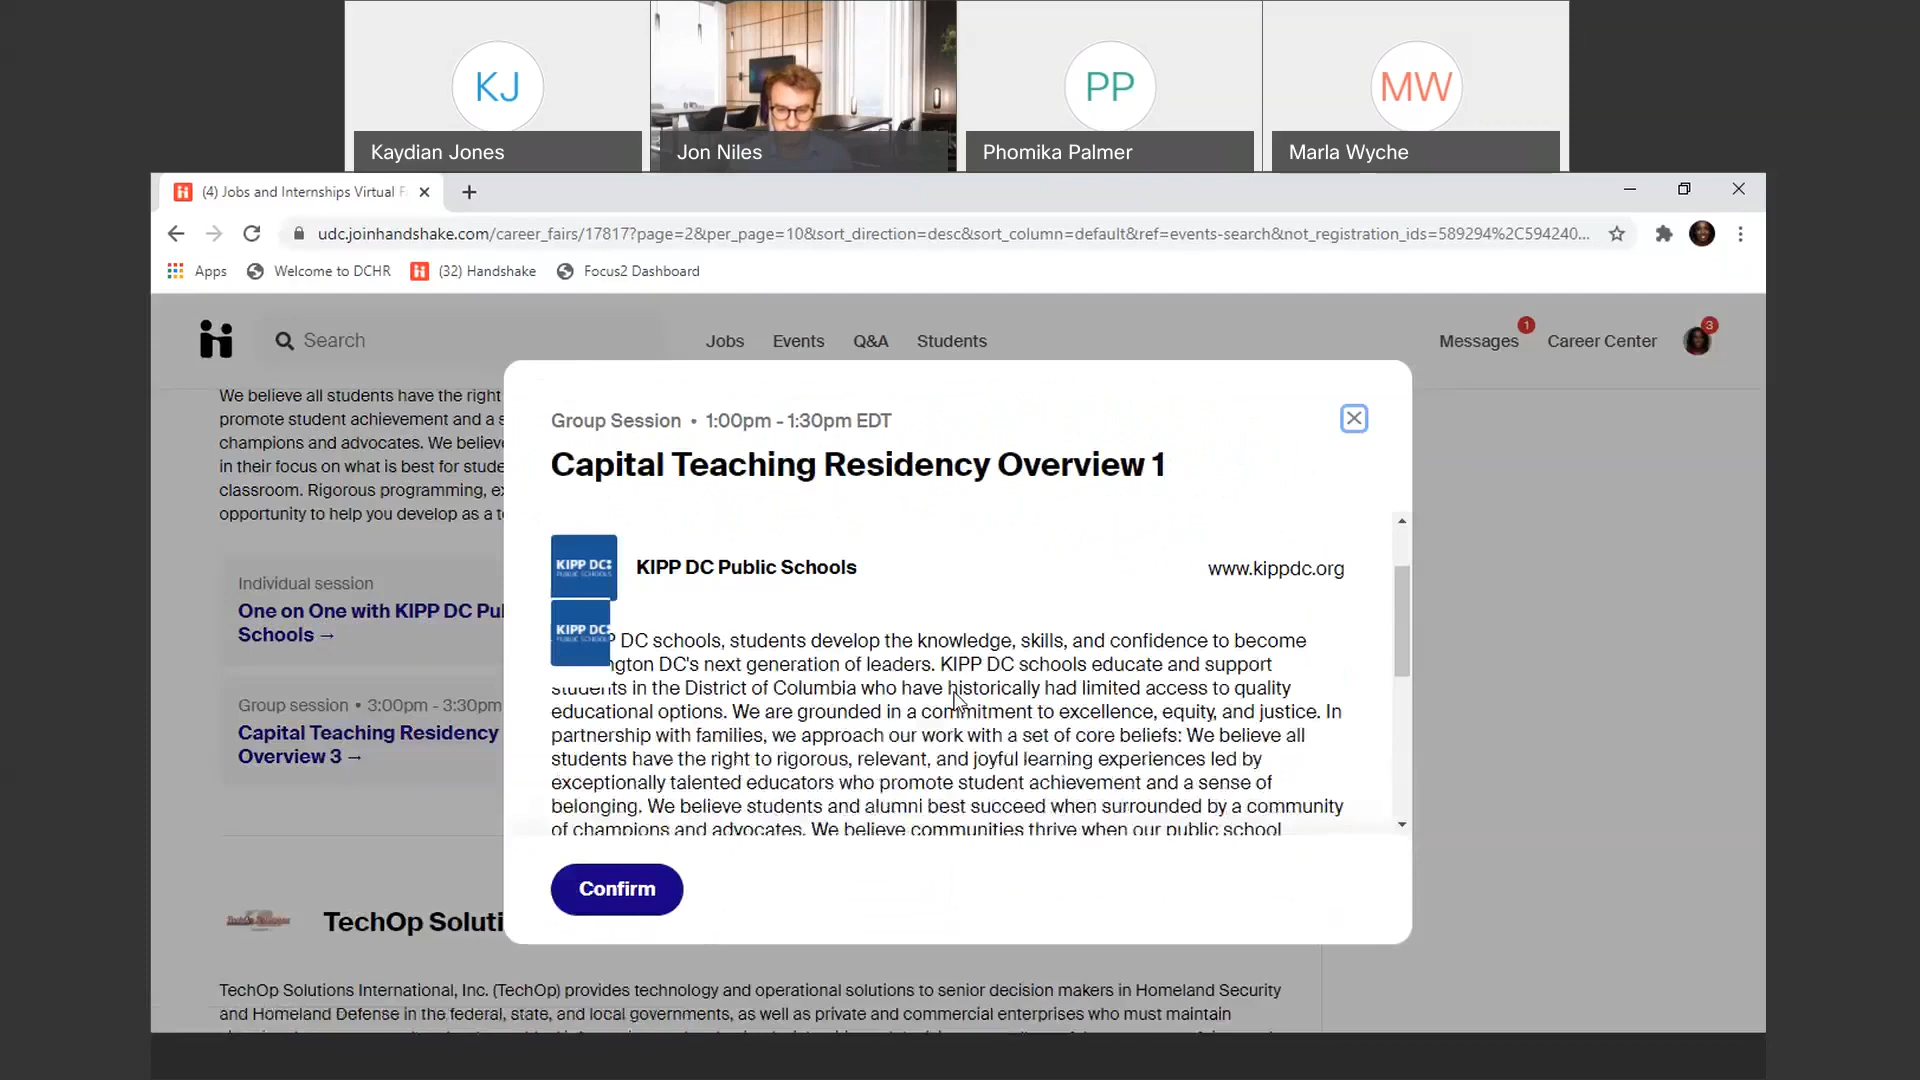 KJ
Kaydian Jones
Jon Niles
PP
Phomika Palmer
MW
Marla Wyche
(4) Jobs and Internships Virtual F
udc.joinhandshake.com/career_fairs/17817?page=2&per_page=10&sort_direction=desc&sort_column=default&ref=events-search&not_registration_ids=589294%2C594240...
Apps
Welcome to DCHR
(32) Handshake
Focus2 Dashboard
Search
Jobs
Events
Q&A
Students
Messages
1
Career Center
3
We believe all students have the right
promote student achievement and a s
champions and advocates. We believ
in their focus on what is best for stude
classroom. Rigorous programming, ex
opportunity to help you develop as a t
Individual session
One on One with KIPP DC Pul
Schools →
Group session • 3:00pm - 3:30pm
Capital Teaching Residency
Overview 3 →
Group Session • 1:00pm - 1:30pm EDT
Capital Teaching Residency Overview 1
KIPP DC:
PUBLIC SCHOOLS
KIPP DC Public Schools
www.kippdc.org
KIPP DC:
PUBLIC SCHOOLS
P DC schools, students develop the knowledge, skills, and confidence to become
ngton DC's next generation of leaders. KIPP DC schools educate and support
students in the District of Columbia who have historically had limited access to quality
educational options. We are grounded in a commitment to excellence, equity, and justice. In
partnership with families, we approach our work with a set of core beliefs: We believe all
students have the right to rigorous, relevant, and joyful learning experiences led by
exceptionally talented educators who promote student achievement and a sense of
belonging. We believe students and alumni best succeed when surrounded by a community
of champions and advocates. We believe communities thrive when our public school
Confirm
TechOp Soluti
TechOp Solutions International, Inc. (TechOp) provides technology and operational solutions to senior decision makers in Homeland Security
and Homeland Defense in the federal, state, and local governments, as well as private and commercial enterprises who must maintain